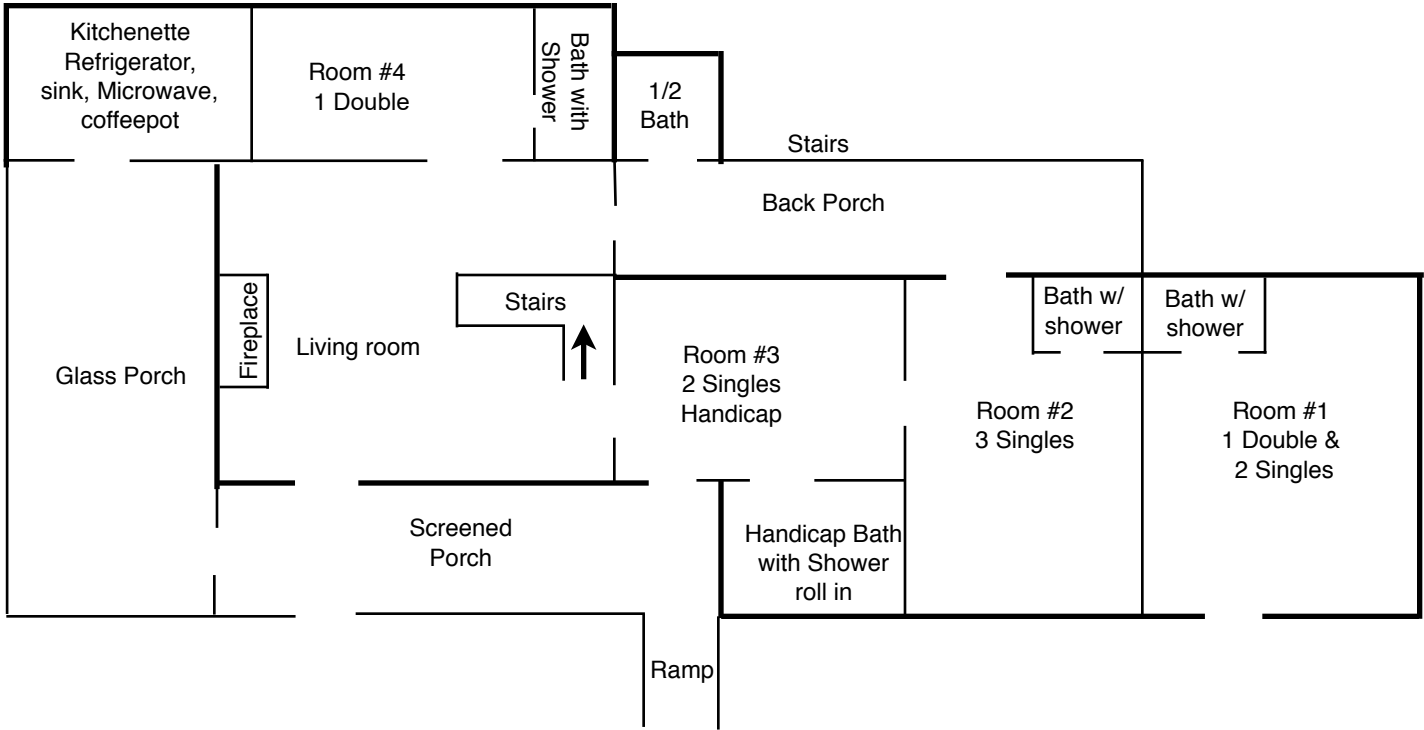 Kitchenette
Refrigerator,
sink, Microwave,
coffeepot
Room #4
1 Double
Bath with
Shower
1/2
Bath
Stairs
Back Porch
Fireplace
Living room
Stairs
Glass Porch
Room #3
2 Singles
Handicap
Bath w/
shower
Bath w/
shower
Room #2
3 Singles
Room #1
1 Double &
2 Singles
Screened
Porch
Handicap Bath
with Shower
roll in
Ramp